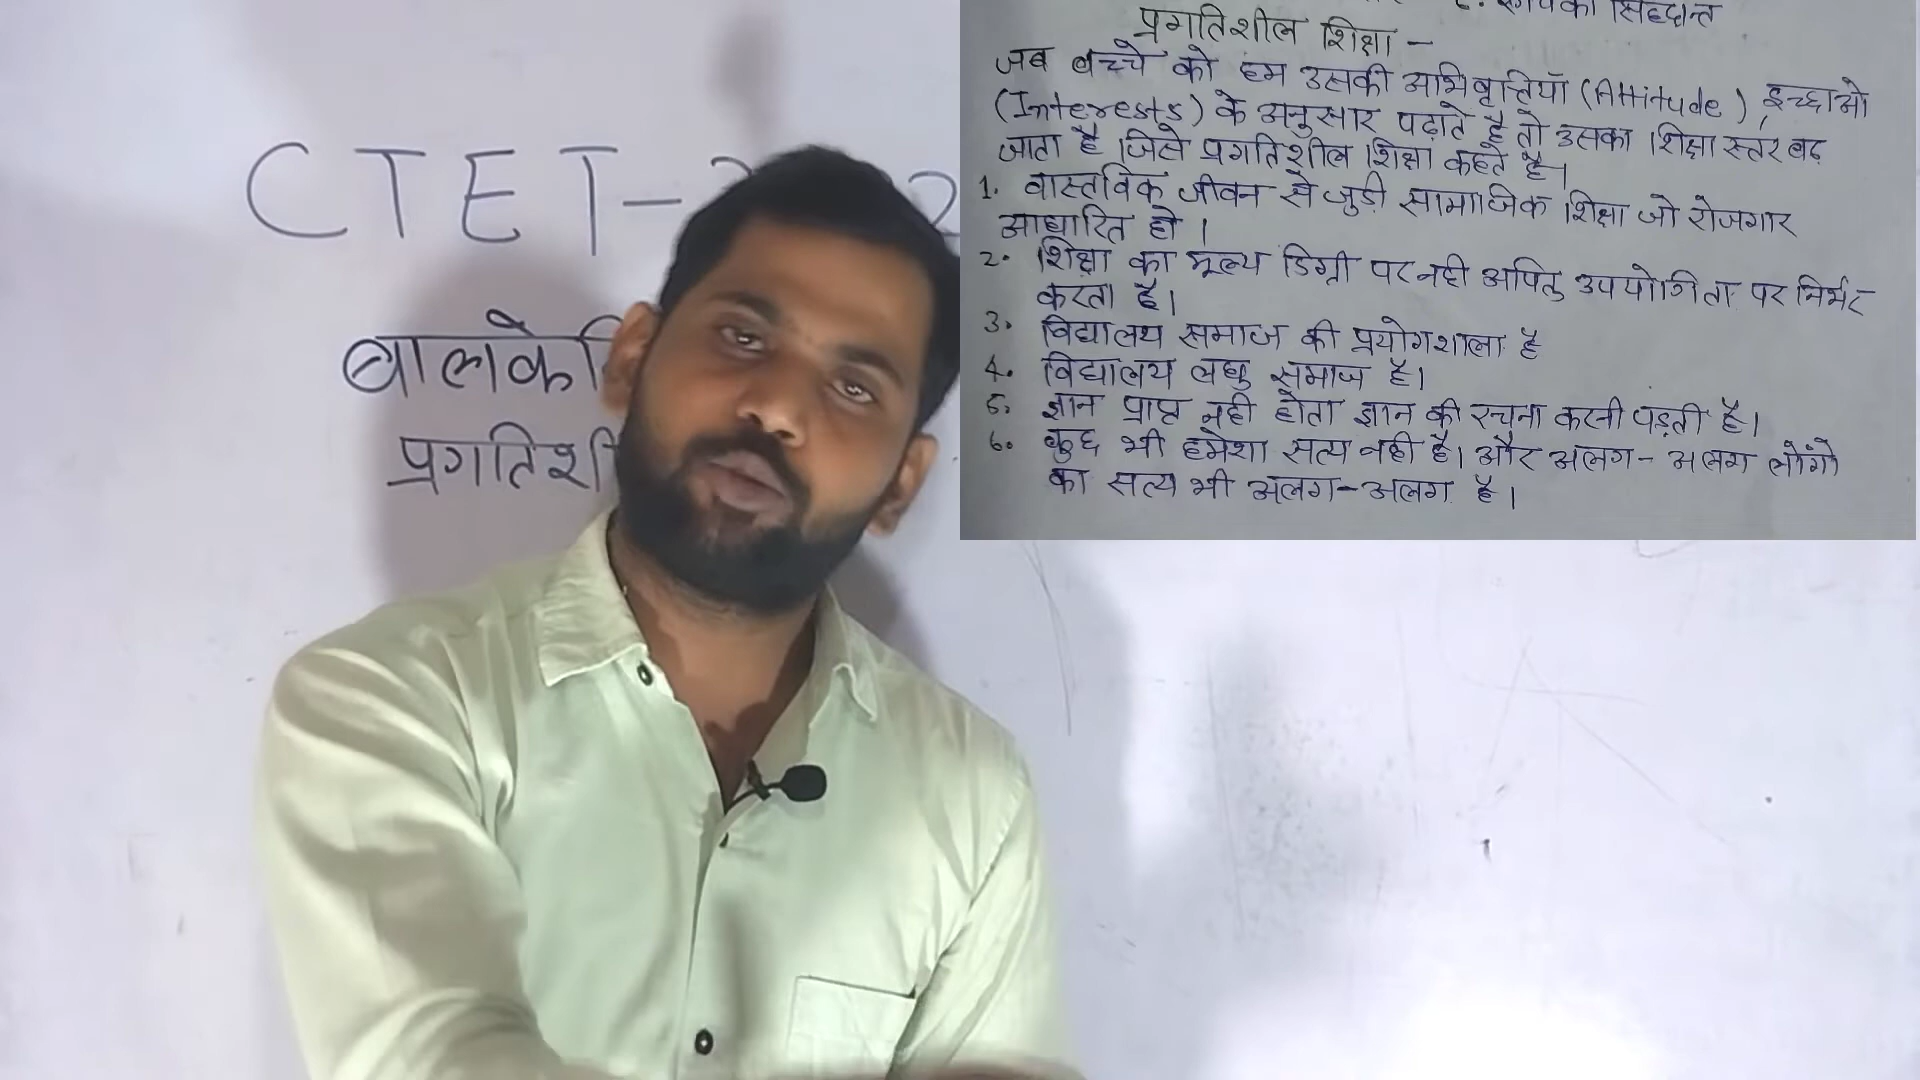 CTET-
बालके
प्रगतिशी
सिद्धान्त
प्रगतिशील शिक्षा -
जब बच्चे को हम उसकी अभिवृत्तियाँ (Attitude), इच्छाओ
(Interests) के अनुसार पढ़ाते है तो उसका शिक्षा स्तर बढ़
जाता है जिसे प्रगतिशील शिक्षा कहते है।
1. वास्तविक जीवन से जुड़ी सामाजिक शिक्षा जो रोजगार
आधारित हो।
2. शिक्षा का मूल्य डिग्री पर नही अपितु उपयोगिता पर निर्भर
करता है।
3. विद्यालय समाज की प्रयोगशाला है
4. विद्यालय लघु समाज है।
5. ज्ञान प्राप्त नही होता ज्ञान की रचना करनी पड़ती है।
6. कुछ भी हमेशा सत्य नही है। और अलग-अलग लोंगो
का सत्य भी अलग-अलग है।